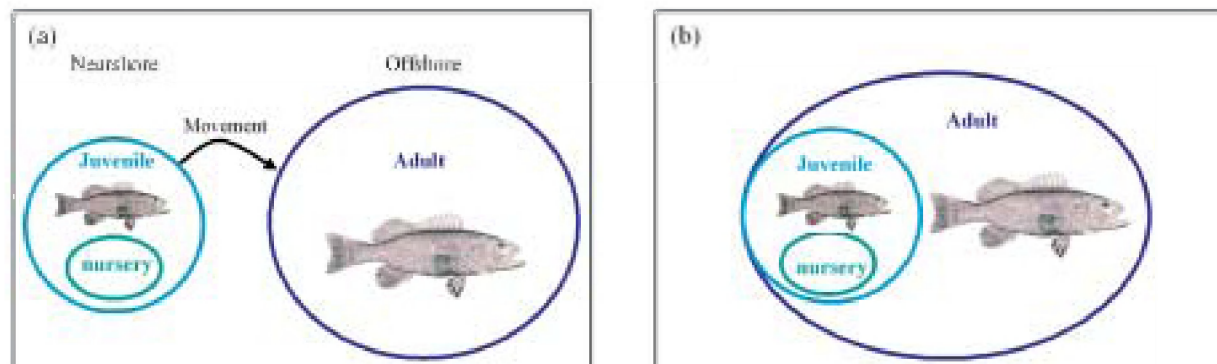 (a)
Nearshore
Offshore
Movement
Juvenile
Adult
nursery
(b)
Adult
Juvenile
nursery